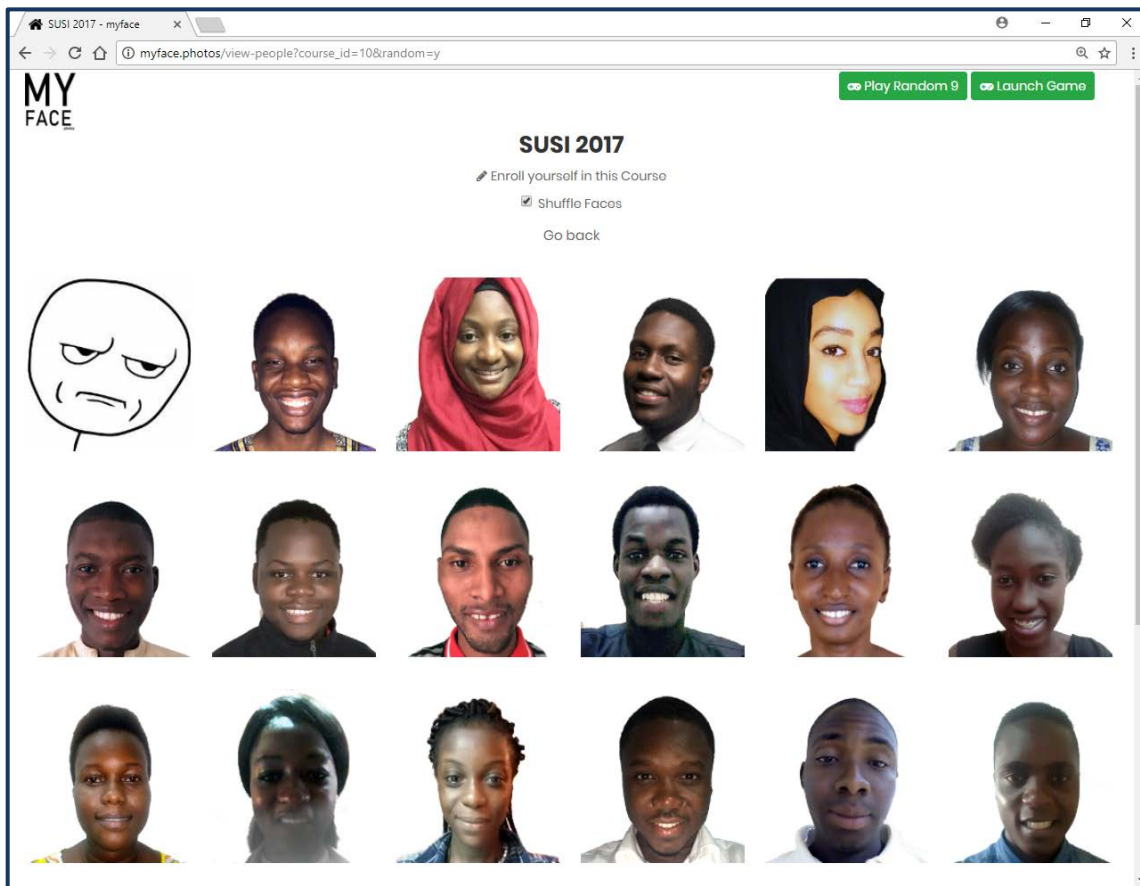 SUSI 2017 - myface
myface.photos/view-people?course_id=10&random=y
MY
FACE
Play Random 9
Launch Game
SUSI 2017
Enroll yourself in this Course
Shuffle Faces
Go back